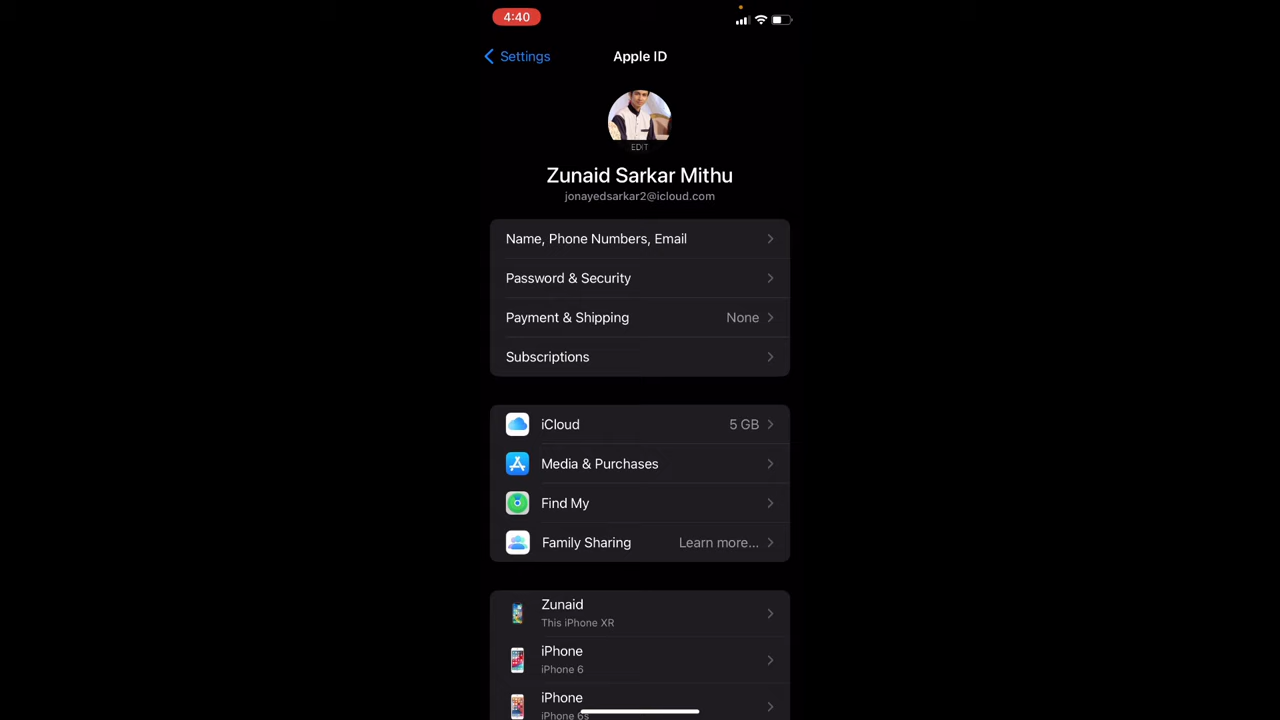 4:40
Settings
Apple ID
EDIT
Zunaid Sarkar Mithu
jonayedsarkar2@icloud.com
Name, Phone Numbers, Email
Password & Security
Payment & Shipping None
Subscriptions
iCloud 5 GB
Media & Purchases
Find My
Family Sharing Learn more...
Zunaid
This iPhone XR
iPhone
iPhone 6
iPhone
iPhone 6s